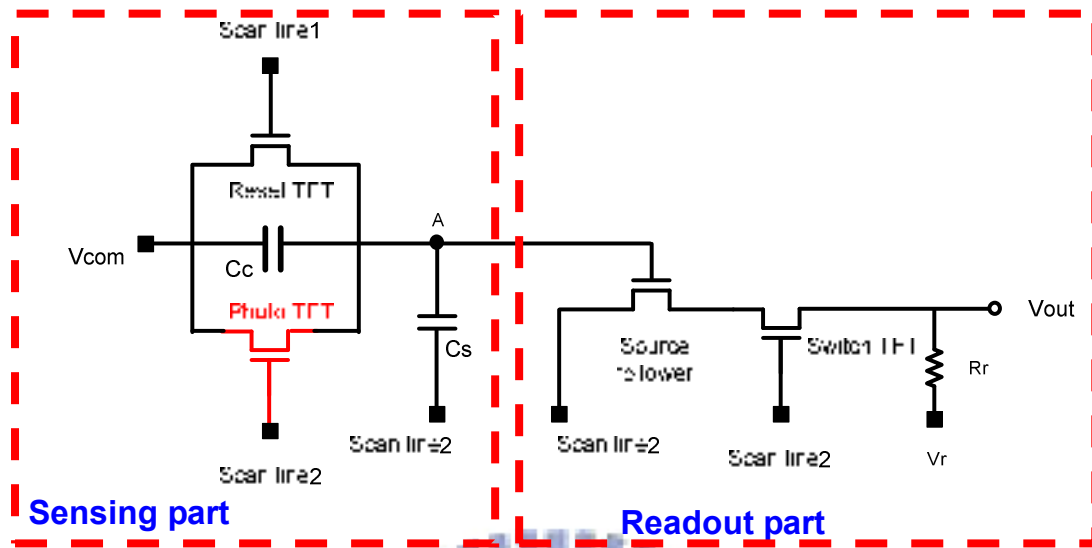 Scan line1
Reset TFT
A
Vcom
Cc
Photo TFT
Cs
Vout
Source
follower
Switch TFT
Rr
Scan line2
Scan line2
Scan line2
Scan line2
Vr
Sensing part
Readout part